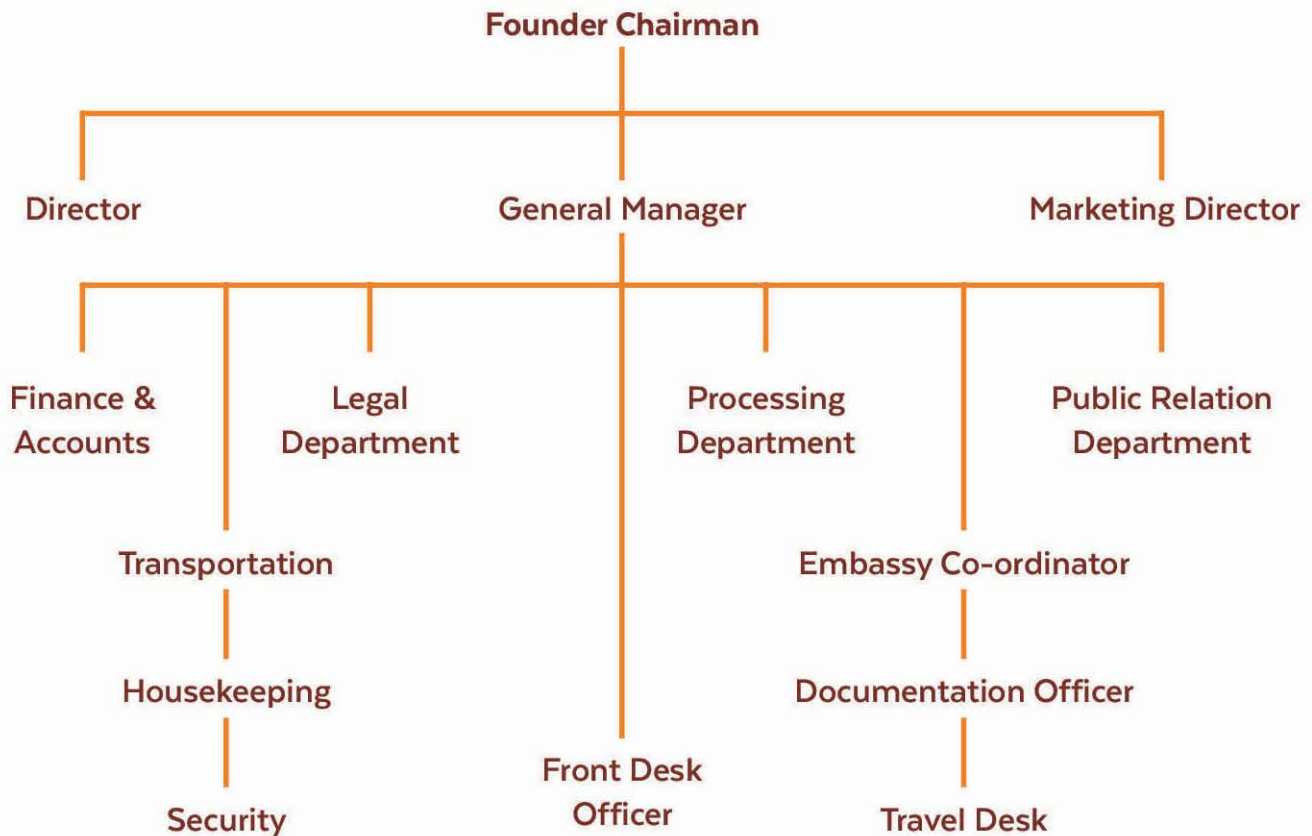 Founder Chairman
Director
General Manager
Marketing Director
Finance &
Accounts
Legal
Department
Processing
Department
Public Relation
Department
Transportation
Embassy Co-ordinator
Housekeeping
Documentation Officer
Front Desk
Officer
Security
Travel Desk